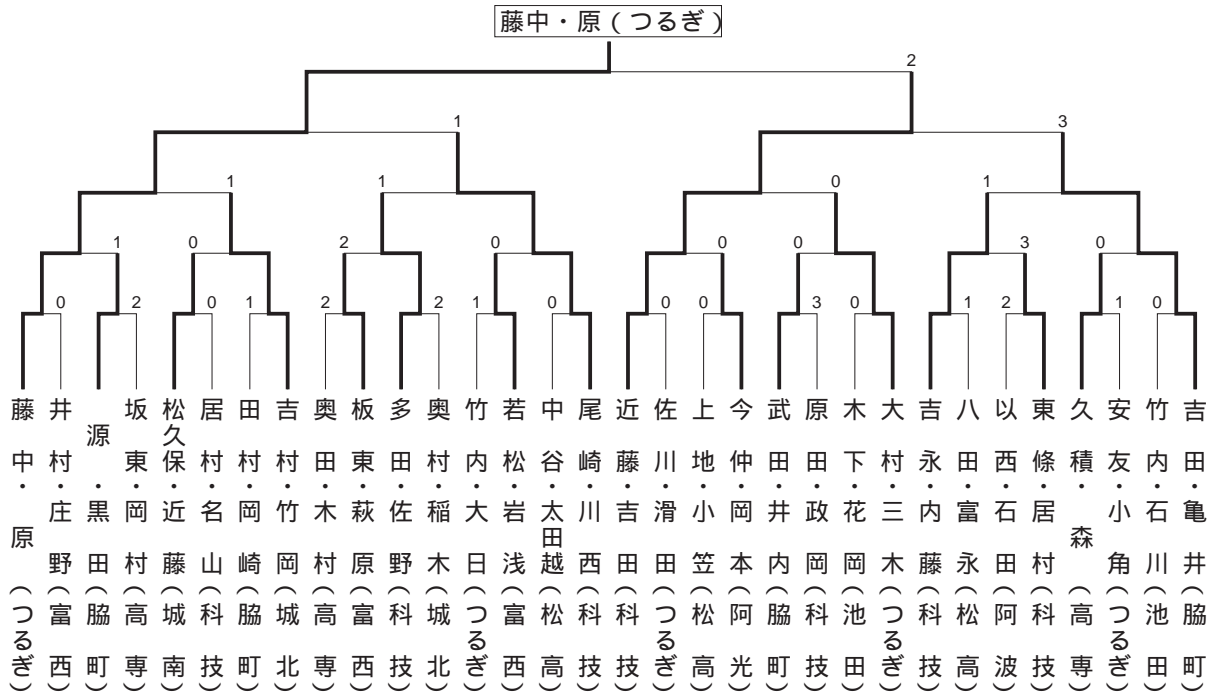 藤中・原（つるぎ）
2
1
3
1
1
0
1
1
0
2
0
0
0
3
0
0
2
0
1
2
2
1
0
0
0
3
0
1
2
1
0
藤中・原（つるぎ）
井村・庄野（富西）
源・黒田（脇町）
坂東・岡村（高専）
松久保・近藤（城南）
居村・名山（科技）
田村・岡崎（脇町）
吉村・竹岡（城北）
奥田・木村（高専）
板東・萩原（富西）
多田・佐野（科技）
奥村・稲木（城北）
竹内・大日（つるぎ）
若松・岩浅（富西）
中谷・太田越（松高）
尾崎・川西（科技）
近藤・吉田（科技）
佐川・滑田（つるぎ）
上地・小笠（松高）
今仲・岡本（阿光）
武田・井内（脇町）
原田・政岡（科技）
木下・花岡（池田）
大村・三木（つるぎ）
吉永・内藤（科技）
八田・富永（松高）
以西・石田（阿波）
東條・居村（科技）
久積・森（高専）
安友・小角（つるぎ）
竹内・石川（池田）
吉田・亀井（脇町）